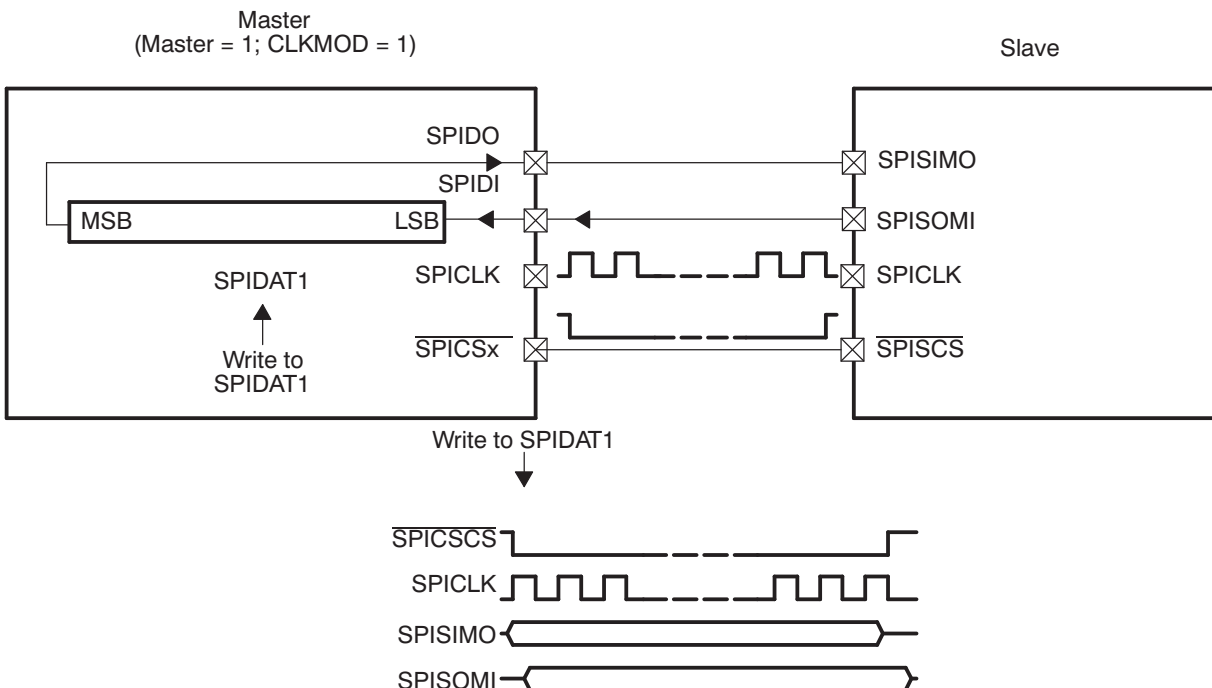 Master
(Master = 1; CLKMOD = 1)
Slave
SPIDO
SPISIMO
SPIDI
MSB
LSB
SPISOMI
SPICLK
SPICLK
SPIDAT1
SPICSx
SPISCS
Write to
SPIDAT1
Write to SPIDAT1
SPICSCS
SPICLK
SPISIMO
SPISOMI